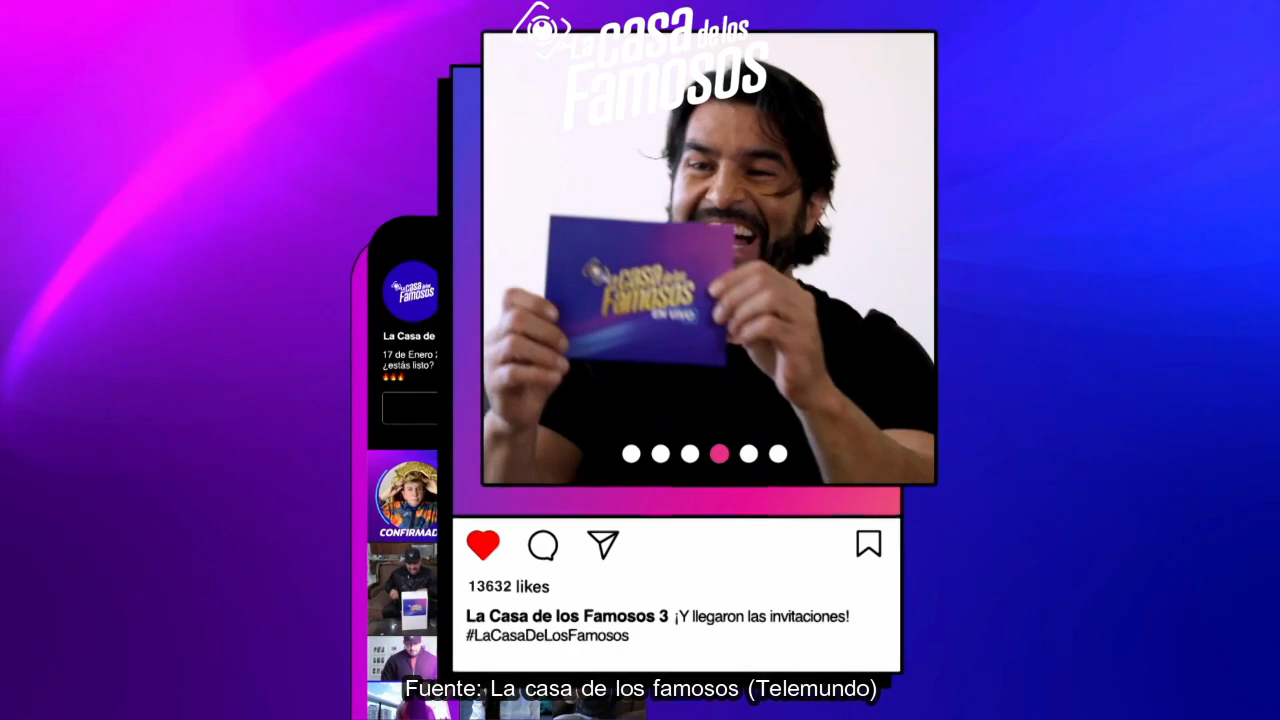 La casa de los
Famosos
La casa de los
Famosos
EN VIVO
La Casa de los
Famosos
La Casa de
17 de Enero
¿estás listo?
CONFIRMAD
13632 likes
La Casa de los Famosos 3 ¡Y llegaron las invitaciones!
#LaCasaDeLosFamosos
Fuente: La casa de los famosos (Telemundo)